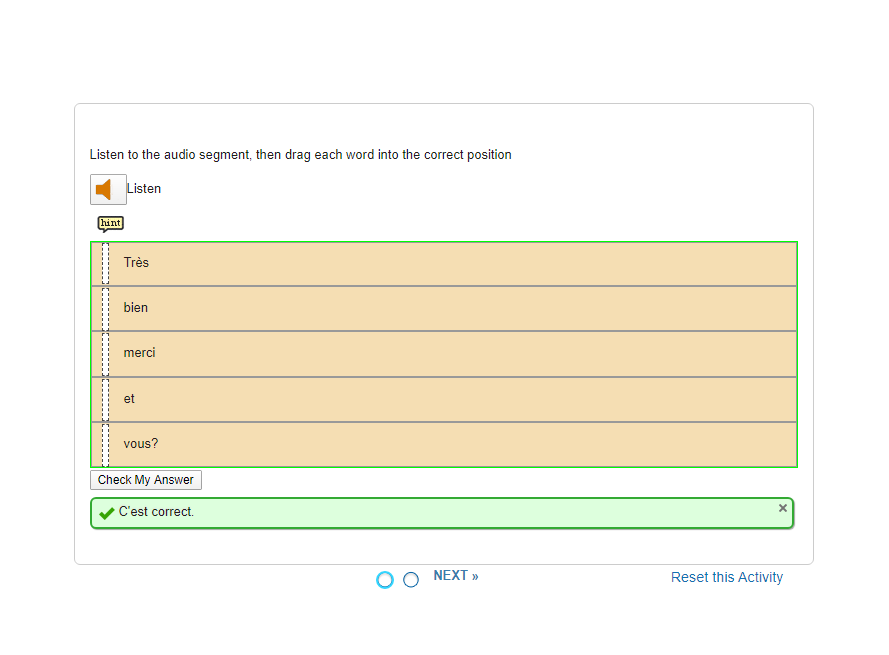 Listen to the audio segment, then drag each word into the correct position
Listen
hint
Très
bien
merci
et
vous?
Check My Answer
C'est correct.
×
NEXT »
Reset this Activity